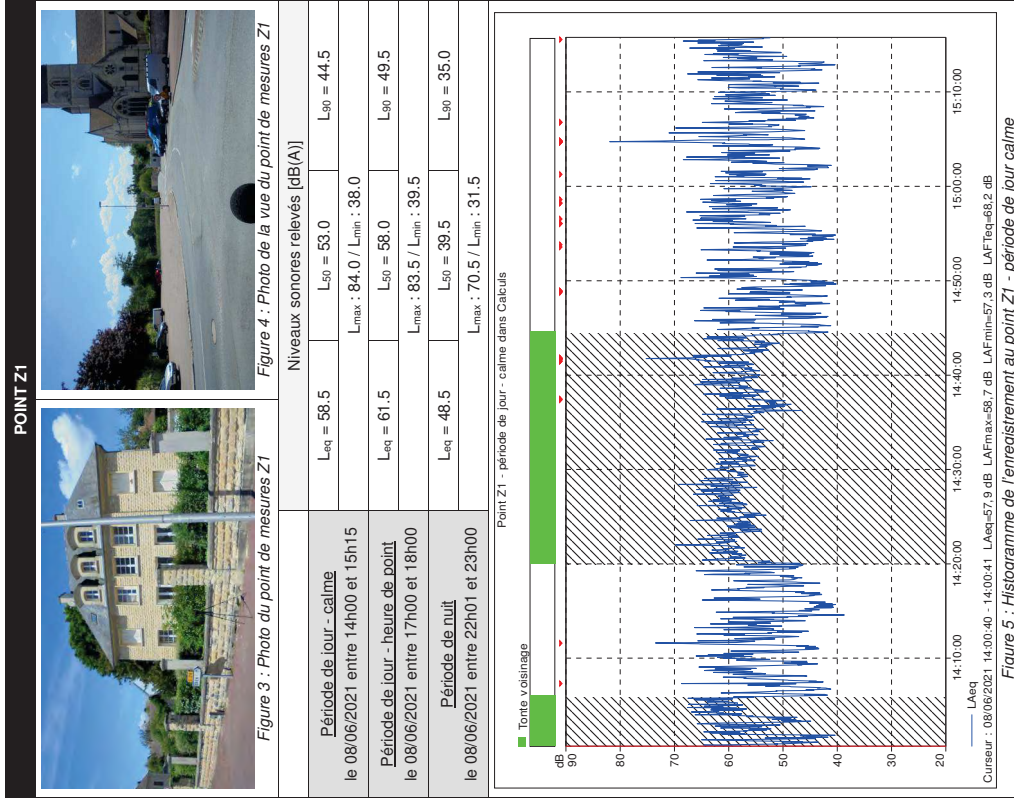 POINT Z1
Figure 3 : Photo du point de mesures Z1
Figure 4 : Photo de la vue du point de mesures Z1
Niveaux sonores relevés [dB(A)]
Période de jour - calme
le 08/06/2021 entre 14h00 et 15h15
Leq = 58.5 L50 = 53.0 L90 = 44.5
Lmax : 84.0 / Lmin : 38.0
Période de jour - heure de point
le 08/06/2021 entre 17h00 et 18h00
Leq = 61.5 L50 = 58.0 L90 = 49.5
Lmax : 83.5 / Lmin : 39.5
Période de nuit
le 08/06/2021 entre 22h01 et 23h00
Leq = 48.5 L50 = 39.5 L90 = 35.0
Lmax : 70.5 / Lmin : 31.5
Point Z1 - période de jour - calme dans Calculs
Tonte v oisinage
dB
90
80
70
60
50
40
30
20
14:10:00 14:20:00 14:30:00 14:40:00 14:50:00 15:00:00 15:10:00
LAeq
Curseur : 08/06/2021 14:00:40 - 14:00:41 LAeq=57,9 dB LAFmax=58,7 dB LAFmin=57,3 dB LAFTeq=68,2 dB
Figure 5 : Histogramme de l'enregistrement au point Z1 - période de jour calme